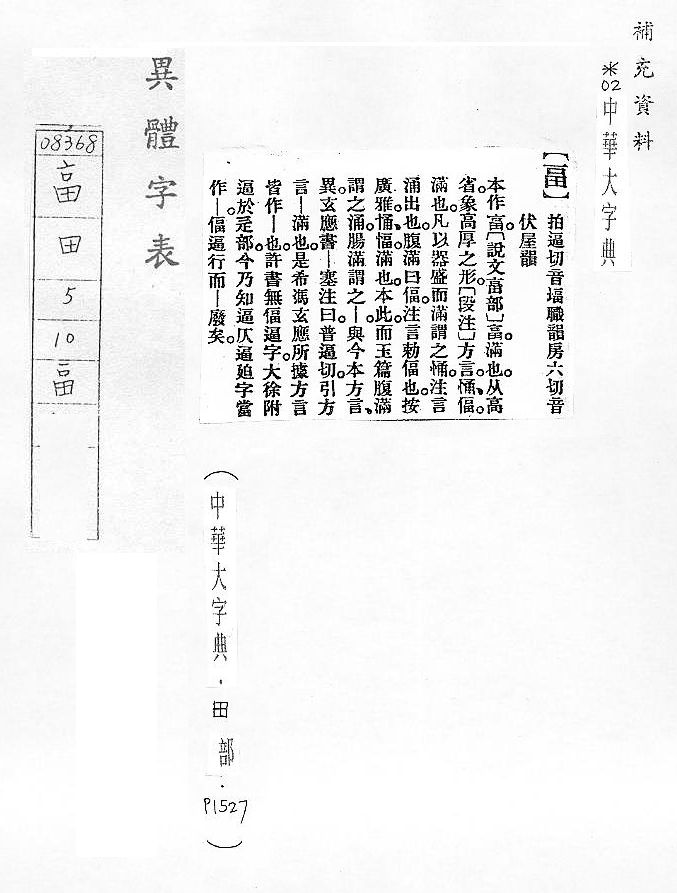 補充資料
※02中華大字典
【畐】
拍逼切音堛職韻房六切音
伏屋韻
本作畗〔說文畗部〕畗滿也从高
省象高厚之形〔段注〕方言悀偪
滿也凡以器盛而滿謂之悀注言
涌出也腹滿曰偪注言勅偪也按
廣雅悀愊滿也本此而玉篇腹滿
謂之涌腸滿謂之—與今本方言、
異玄應書—塞注曰普逼切引方
言—滿也是希馮玄應所據方言
皆作—也許書無偪逼字大徐附
逼於辵部今乃知逼仄逼迫字當
作—偪逼行而—廢矣。
異體字表
08368
畗
田
5
10
畐
(中華大字典.田部.P1527)